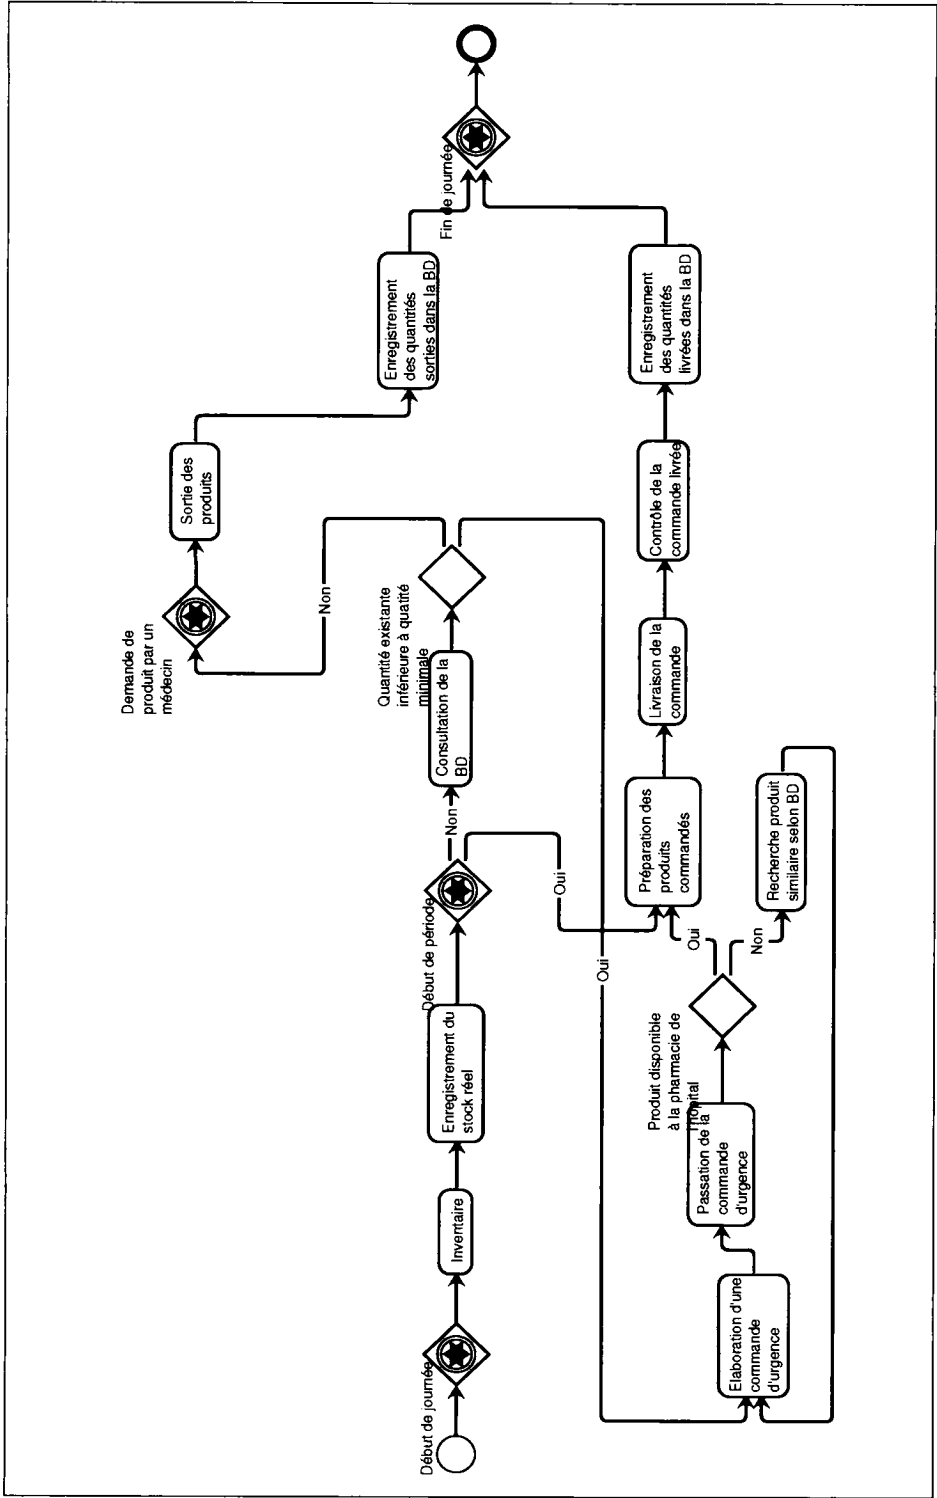 Début de journée
Inventaire
Enregistrement du
stock réel
Début de période
Non
Oui
Consultation de la
BD
Quantité existante
inférieure à quatité
minimale
Non
Oui
Demande de
produit par un
médecin
Sortie des
produits
Enregistrement
des quantités
sorties dans la BD
Fin de journée
Elaboration d'une
commande
d'urgence
Passation de la
commande
d'urgence
Produit disponible
à la pharmacie de
l'hôpital
Oui
Non
Recherche produit
similaire selon BD
Préparation des
produits
commandés
Livraison de la
commande
Contrôle de la
commande livrée
Enregistrement
des quantités
livrées dans la BD